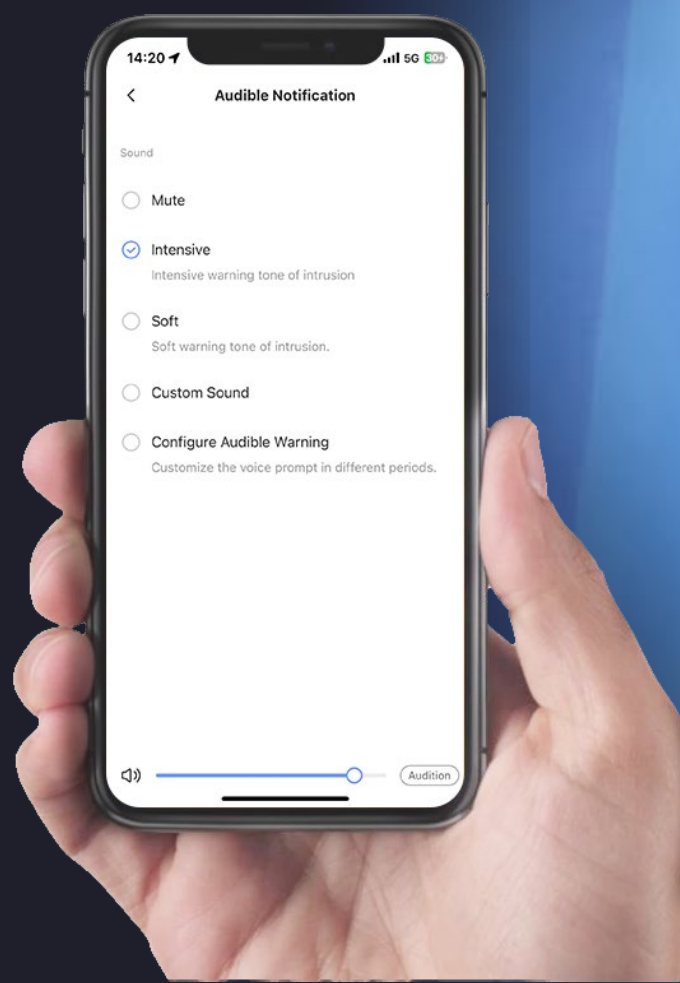 14:20
5G 30
Audible Notification
Sound
Mute
Intensive
Intensive warning tone of intrusion
Soft
Soft warning tone of intrusion.
Custom Sound
Configure Audible Warning
Customize the voice prompt in different periods.
Audition